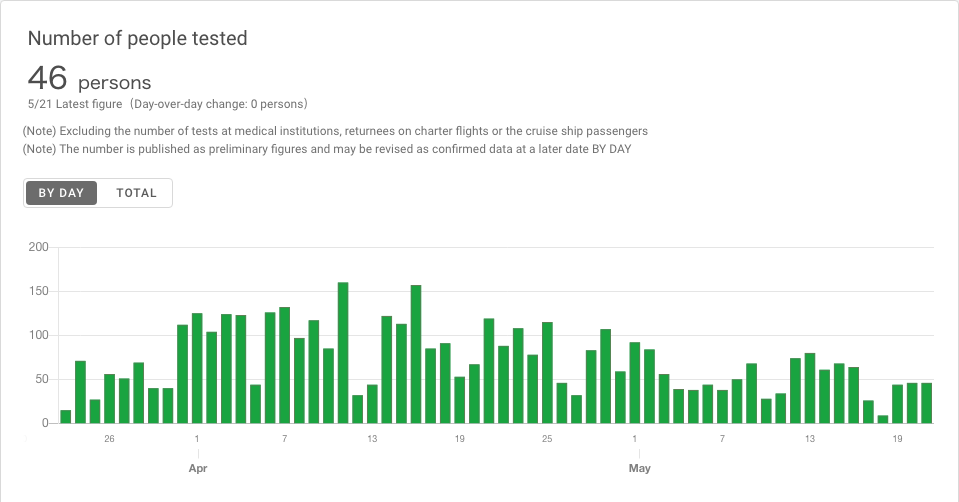 Number of people tested
46 persons
5/21 Latest figure（Day-over-day change: 0 persons）
(Note) Excluding the number of tests at medical institutions, returnees on charter flights or the cruise ship passengers
(Note) The number is published as preliminary figures and may be revised as confirmed data at a later date BY DAY
BY DAY TOTAL
200
150
100
50
0
26 1 7 13 19 25 1 7 13 19
Apr May